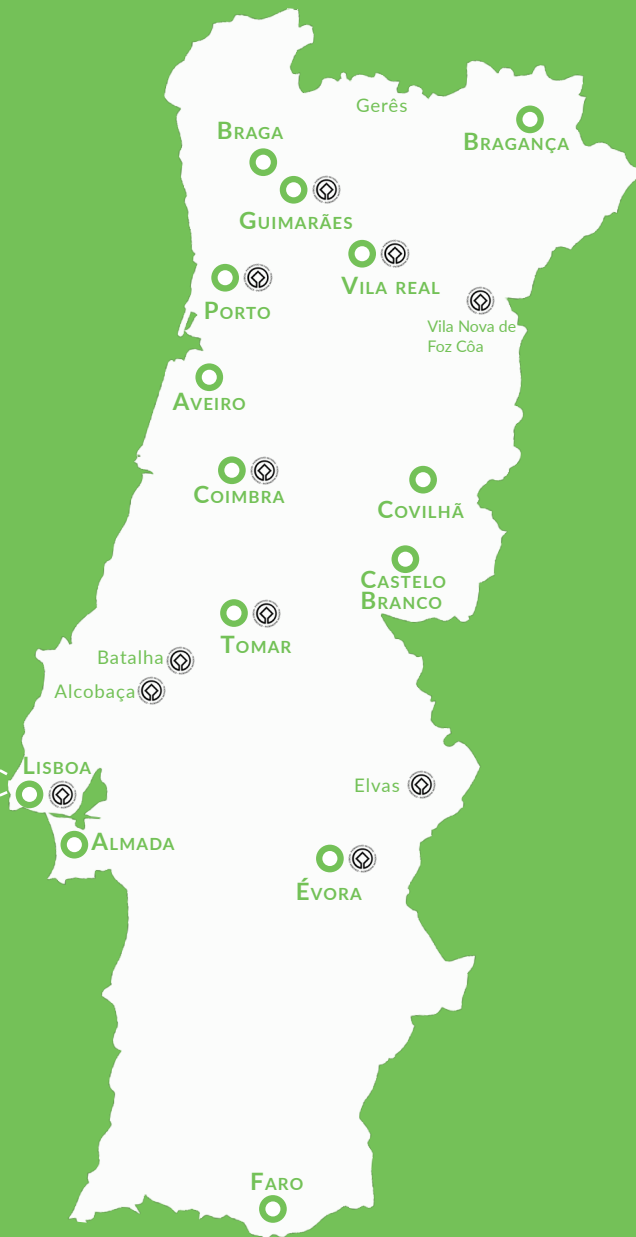 Gerês
BRAGA
BRAGANÇA
GUIMARÃES
VILA REAL
PORTO
Vila Nova de
Foz Côa
AVEIRO
COIMBRA
COVILHÃ
CASTELO
BRANCO
TOMAR
Batalha
Alcobaça
LISBOA
Elvas
ALMADA
ÉVORA
FARO